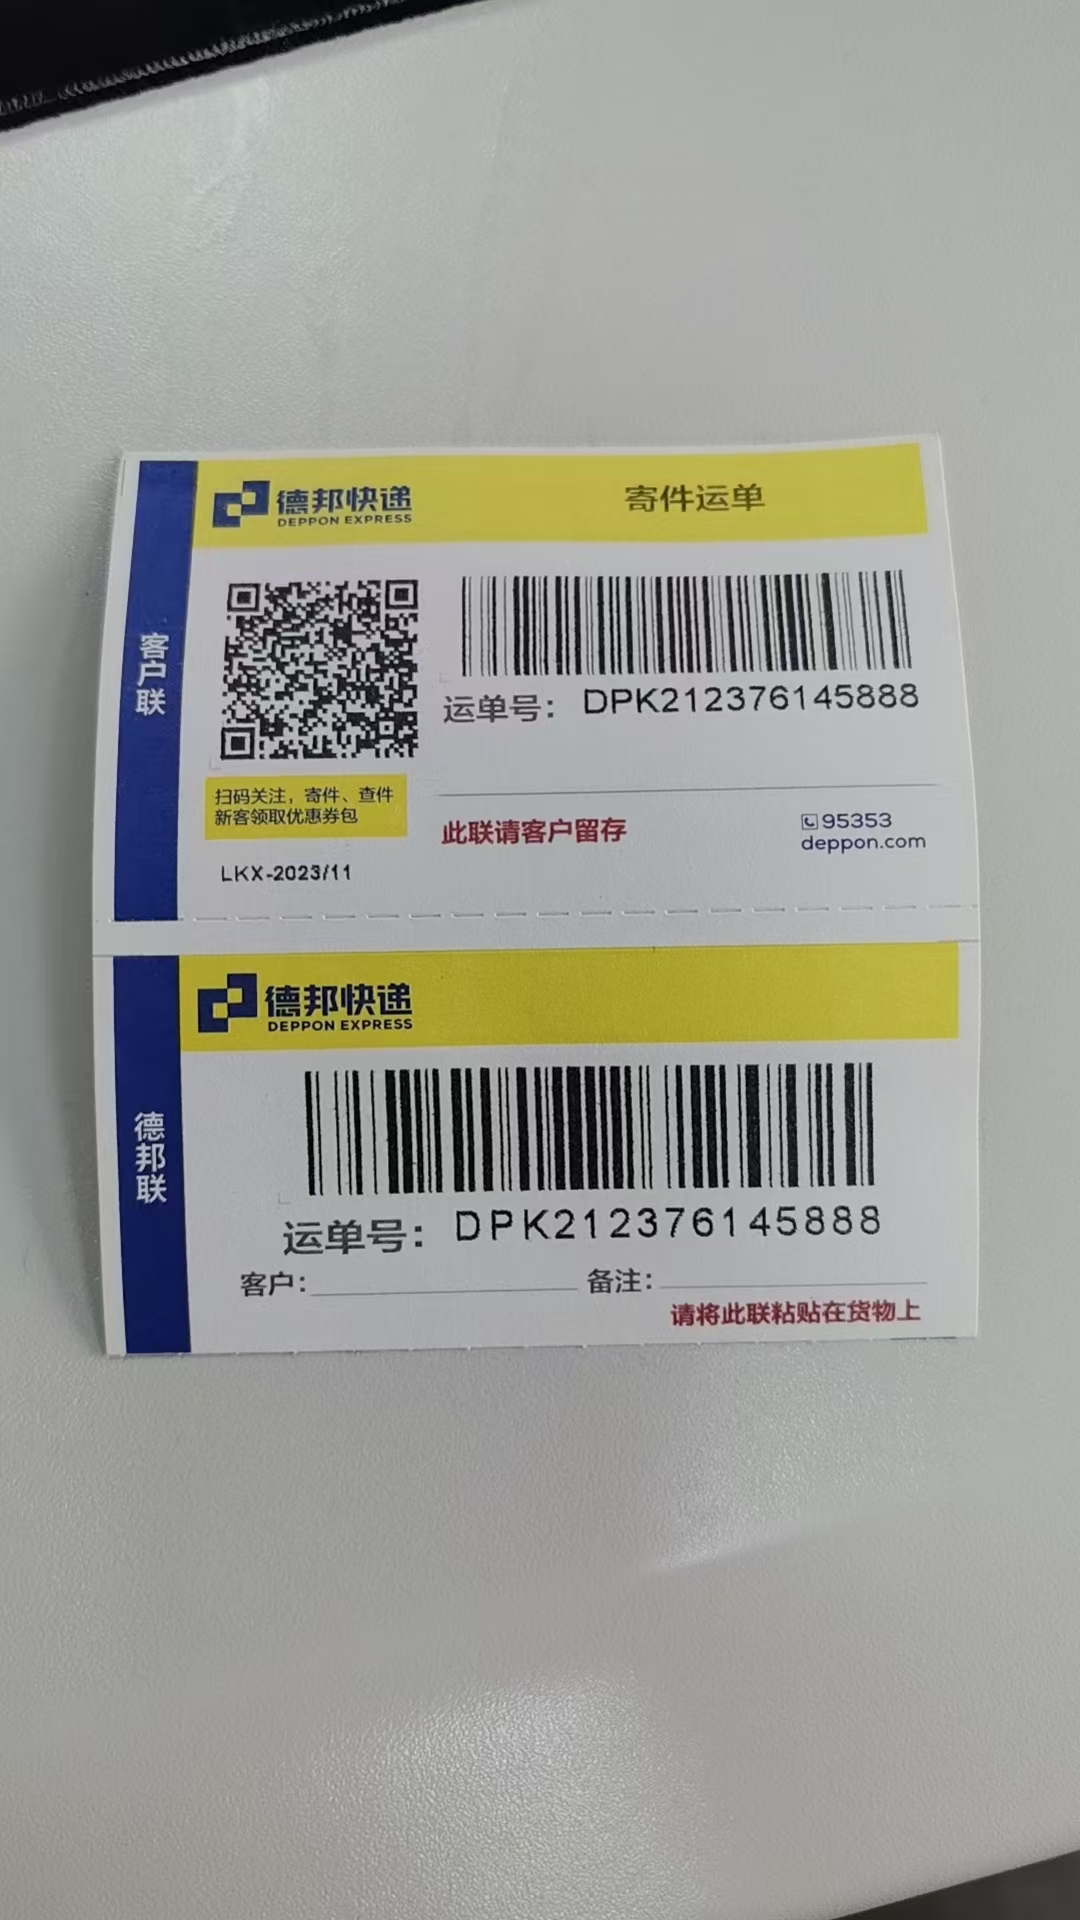 德邦快递
DEPPON EXPRESS
寄件运单
客户联
运单号: DPK212376145888
扫码关注，寄件、查件
新客领取优惠券包
此联请客户留存
95353
deppon.com
LKX-2023/11
德邦快递
DEPPON EXPRESS
德邦联
运单号: DPK212376145888
客户: 备注:
请将此联粘贴在货物上